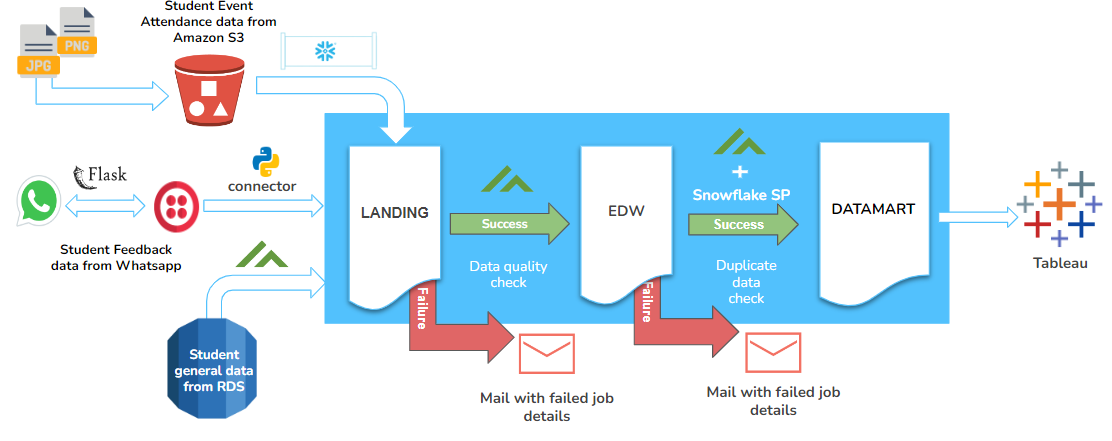 Student Event
Attendance data from
Amazon S3
PNG
JPG
Flask
connector
Student Feedback
data from Whatsapp
Student
general data
from RDS
LANDING
Success
Data quality
check
Failure
Mail with failed job
details
EDW
+
Snowflake SP
Success
Duplicate
data
check
Failure
Mail with failed job
details
DATAMART
Tableau